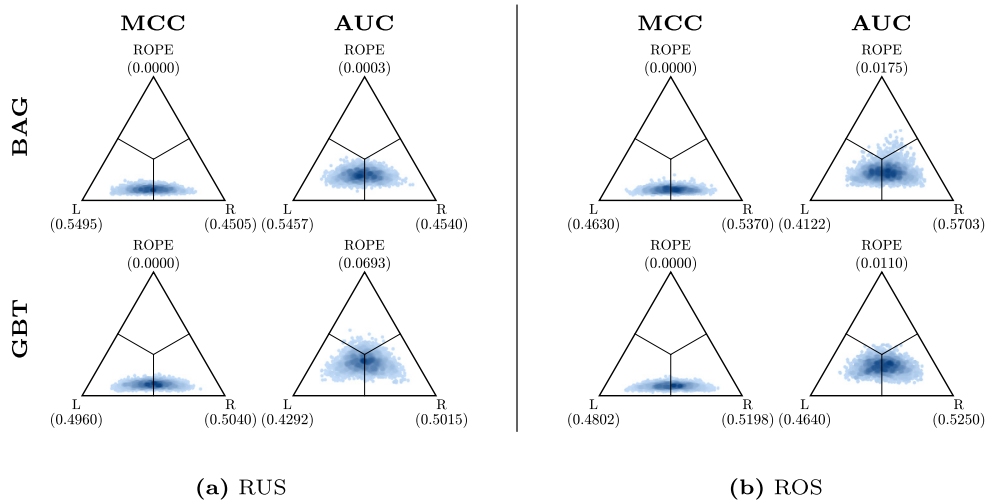 MCC AUC MCC AUC
ROPE ROPE ROPE ROPE
(0.0000) (0.0003) (0.0000) (0.0175)
BAG
L R L R L R L R
(0.5495) (0.4505) (0.5457) (0.4540) (0.4630) (0.5370) (0.4122) (0.5703)
ROPE ROPE ROPE ROPE
(0.0000) (0.0693) (0.0000) (0.0110)
GBT
L R L R L R L R
(0.4960) (0.5040) (0.4292) (0.5015) (0.4802) (0.5198) (0.4640) (0.5250)
(a) RUS (b) ROS